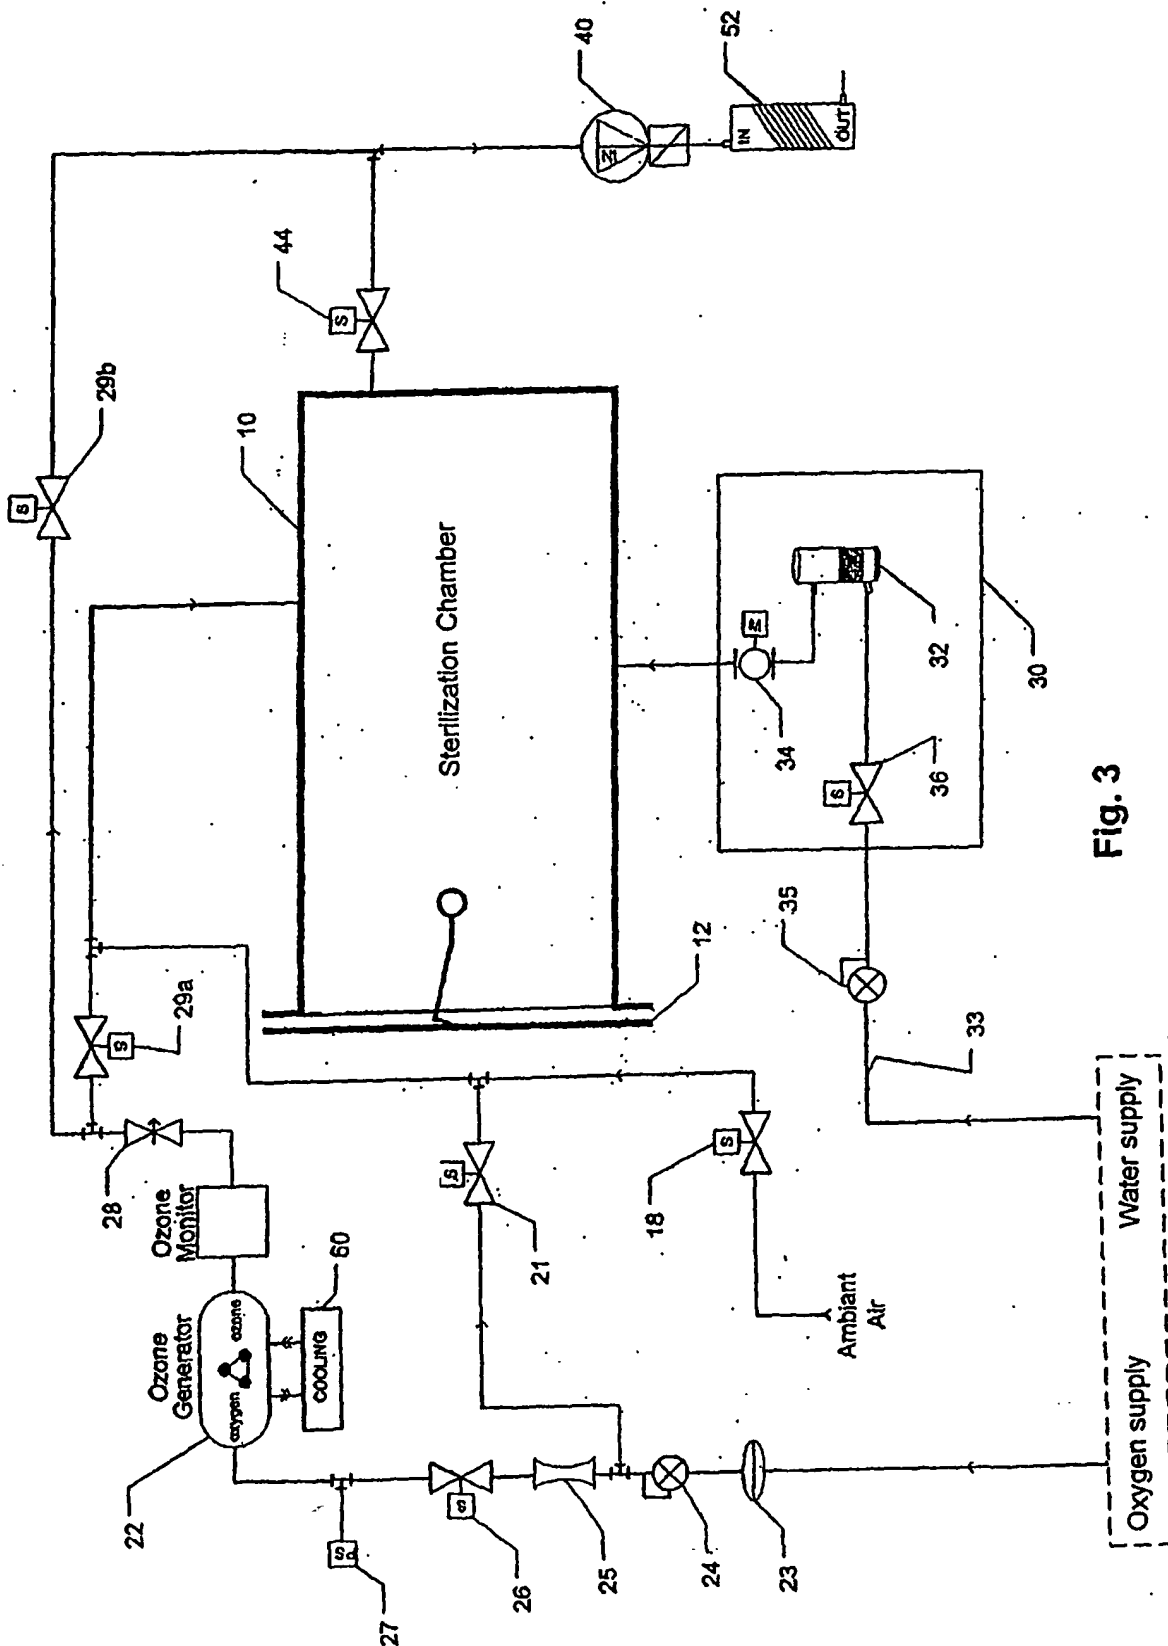 S
29b
22
28
29a
S
Ozone
Generator
Ozone
Monitor
oxygen ozone
COOLING
60
10
44
S
27
PS
26
S
25
24
23
21
S
18
S
Ambiant
Air
Sterilization Chamber
12
40
M
52
IN
OUT
34
M
32
S
36
30
35
33
Oxygen supply
Water supply
Fig. 3